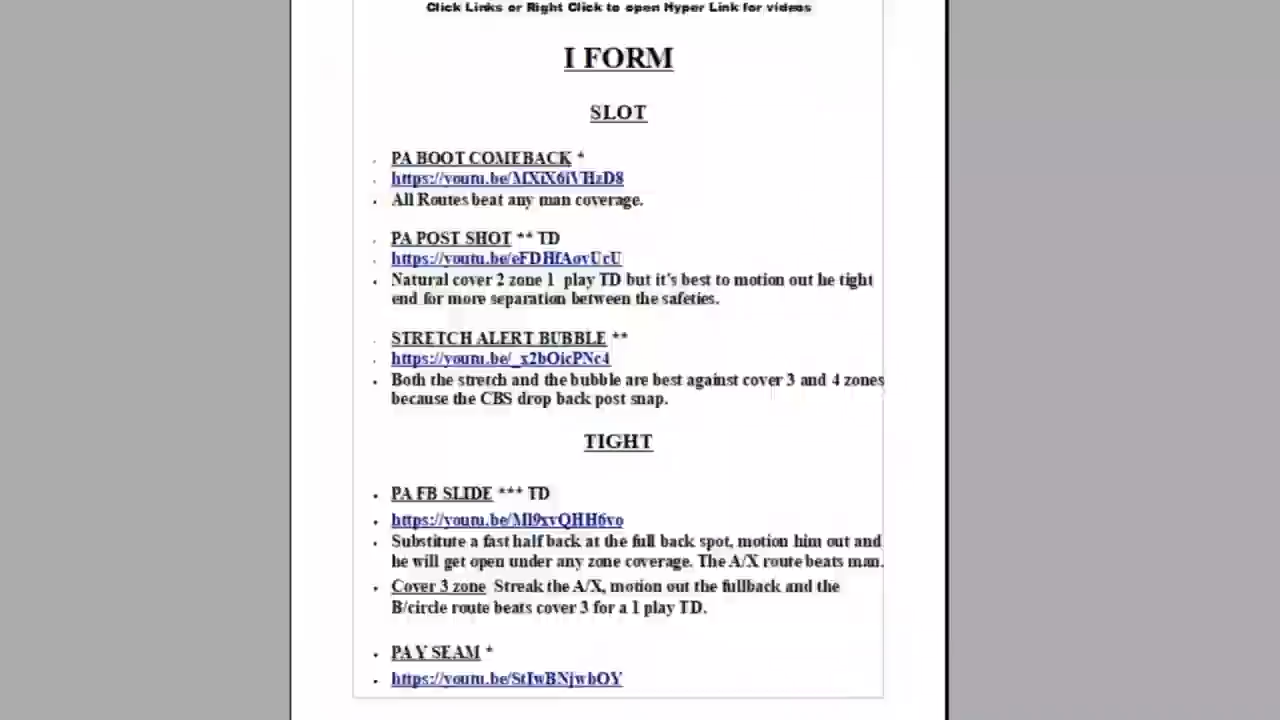 Click Links or Right Click to open Hyper Link for videos
I FORM
SLOT
PA BOOT COMEBACK *
https://youtu.be/MXiX6iVHzD8
All Routes beat any man coverage.
PA POST SHOT ** TD
https://youtu.be/eFDHfAovUcU
Natural cover 2 zone 1 play TD but it's best to motion out he tight
end for more separation between the safeties.
STRETCH ALERT BUBBLE **
https://youtu.be/_x2bOicPNc4
Both the stretch and the bubble are best against cover 3 and 4 zones
because the CBS drop back post snap.
TIGHT
PA FB SLIDE *** TD
https://youtu.be/Ml9xvQHH6vo
Substitute a fast half back at the full back spot, motion him out and
he will get open under any zone coverage. The A/X route beats man.
Cover 3 zone Streak the A/X, motion out the fullback and the
B/circle route beats cover 3 for a 1 play TD.
PA Y SEAM *
https://youtu.be/StIwBNjwbOY